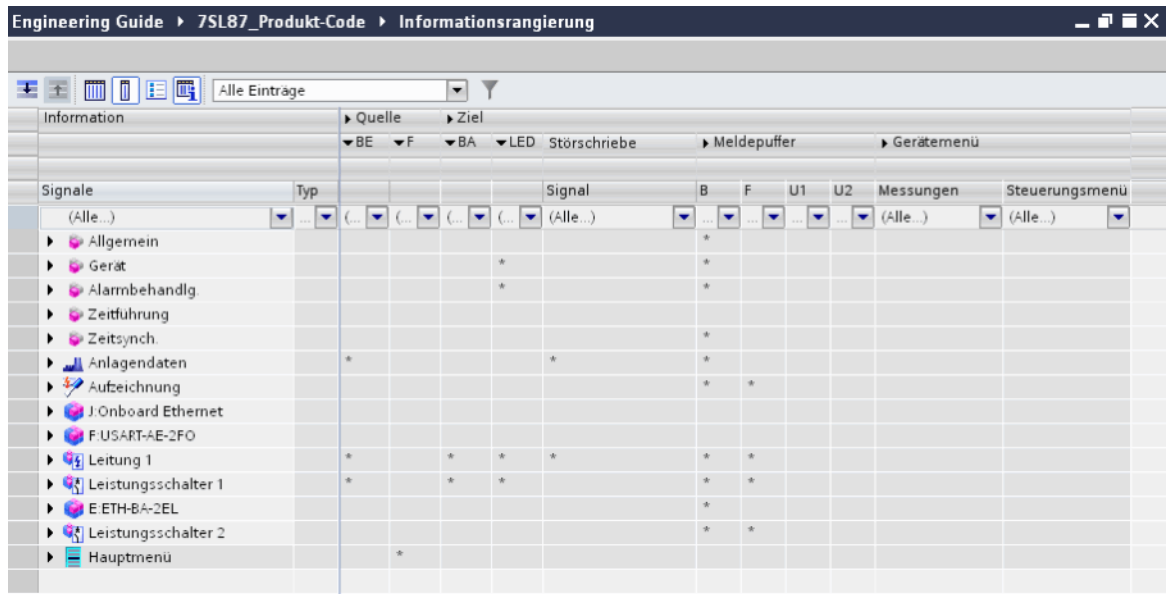 Engineering Guide ▸ 7SL87_Produkt-Code ▸ Informationsrangierung
Alle Einträge
Information Quelle Ziel
BE F BA LED Störschriebe Meldepuffer Gerätemenü
Signale Typ Signal B F U1 U2 Messungen Steuerungsmenü
(Alle...) ... (... (... (... (... (Alle...) ... ... ... ... (Alle...) (Alle...)
Allgemein *
Gerät * *
Alarmbehandlg. * *
Zeitführung
Zeitsynch. *
Anlagendaten * * *
Aufzeichnung * *
J:Onboard Ethernet
F:USART-AE-2FO
Leitung 1 * * * * * *
Leistungsschalter 1 * * * * *
E:ETH-BA-2EL *
Leistungsschalter 2 * *
Hauptmenü *